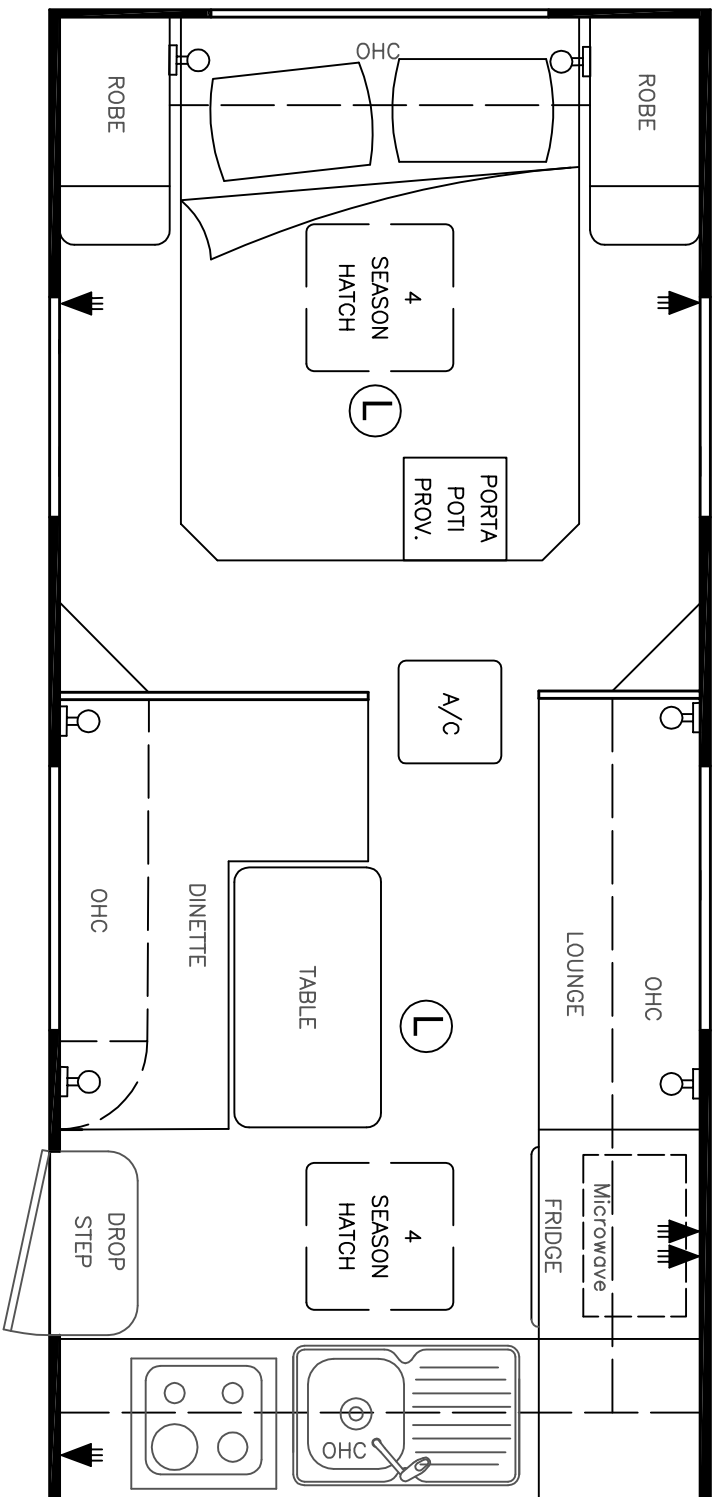 OHC
ROBE
ROBE
4
SEASON
HATCH
L
PORTA
POTI
PROV.
A/C
OHC
DINETTE
TABLE
L
LOUNGE
OHC
DROP
STEP
4
SEASON
HATCH
FRIDGE
Microwave
OHC